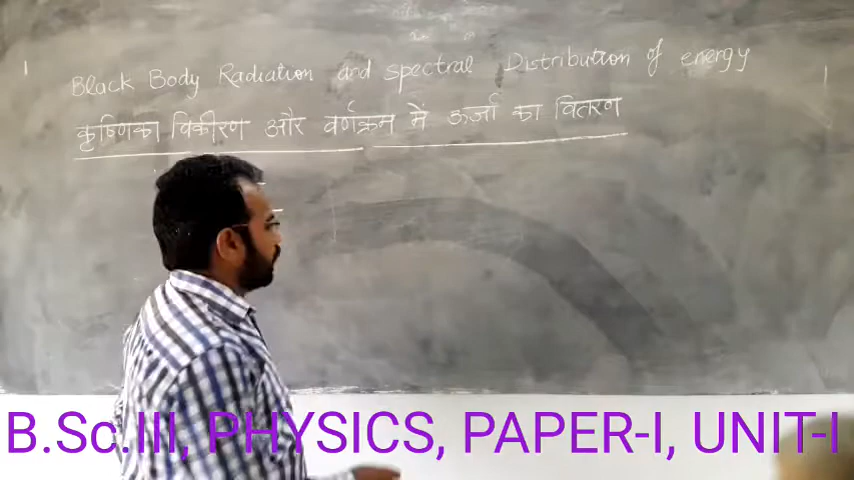 Black Body Radiation and spectral Distribution of energy
कृष्णिका विकीरण और वर्णक्रम में ऊर्जा का वितरण
B.Sc.III, PHYSICS, PAPER-I, UNIT-I